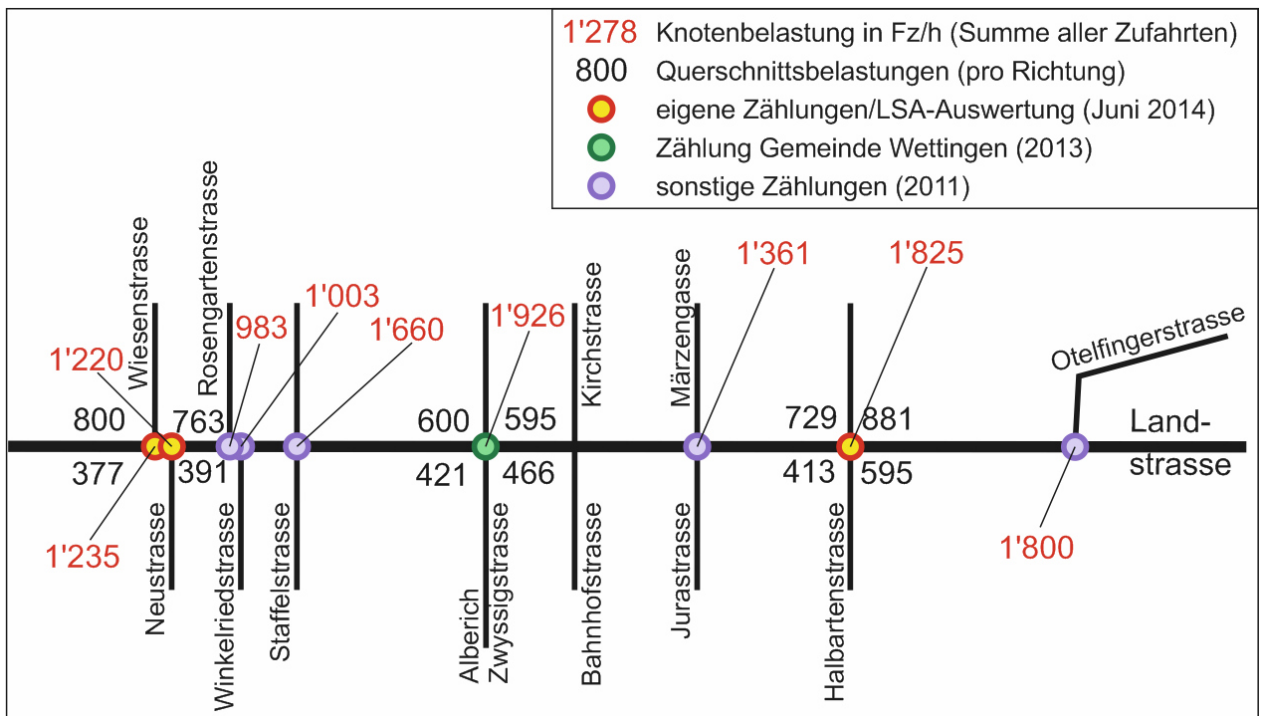 1'278 Knotenbelastung in Fz/h (Summe aller Zufahrten)
800 Querschnittsbelastungen (pro Richtung)
eigene Zählungen/LSA-Auswertung (Juni 2014)
Zählung Gemeinde Wettingen (2013)
sonstige Zählungen (2011)
Wiesenstrasse
Rosengartenstrasse
Kirchstrasse
Märzengasse
Otelfingerstrasse
1'220
983
1'003
1'660
1'926
1'361
1'825
800
763
600
595
729
881
Land-
strasse
377
391
421
466
413
595
1'235
1'800
Neustrasse
Winkelriedstrasse
Staffelstrasse
Alberich
Zwyssigstrasse
Bahnhofstrasse
Jurastrasse
Halbartenstrasse